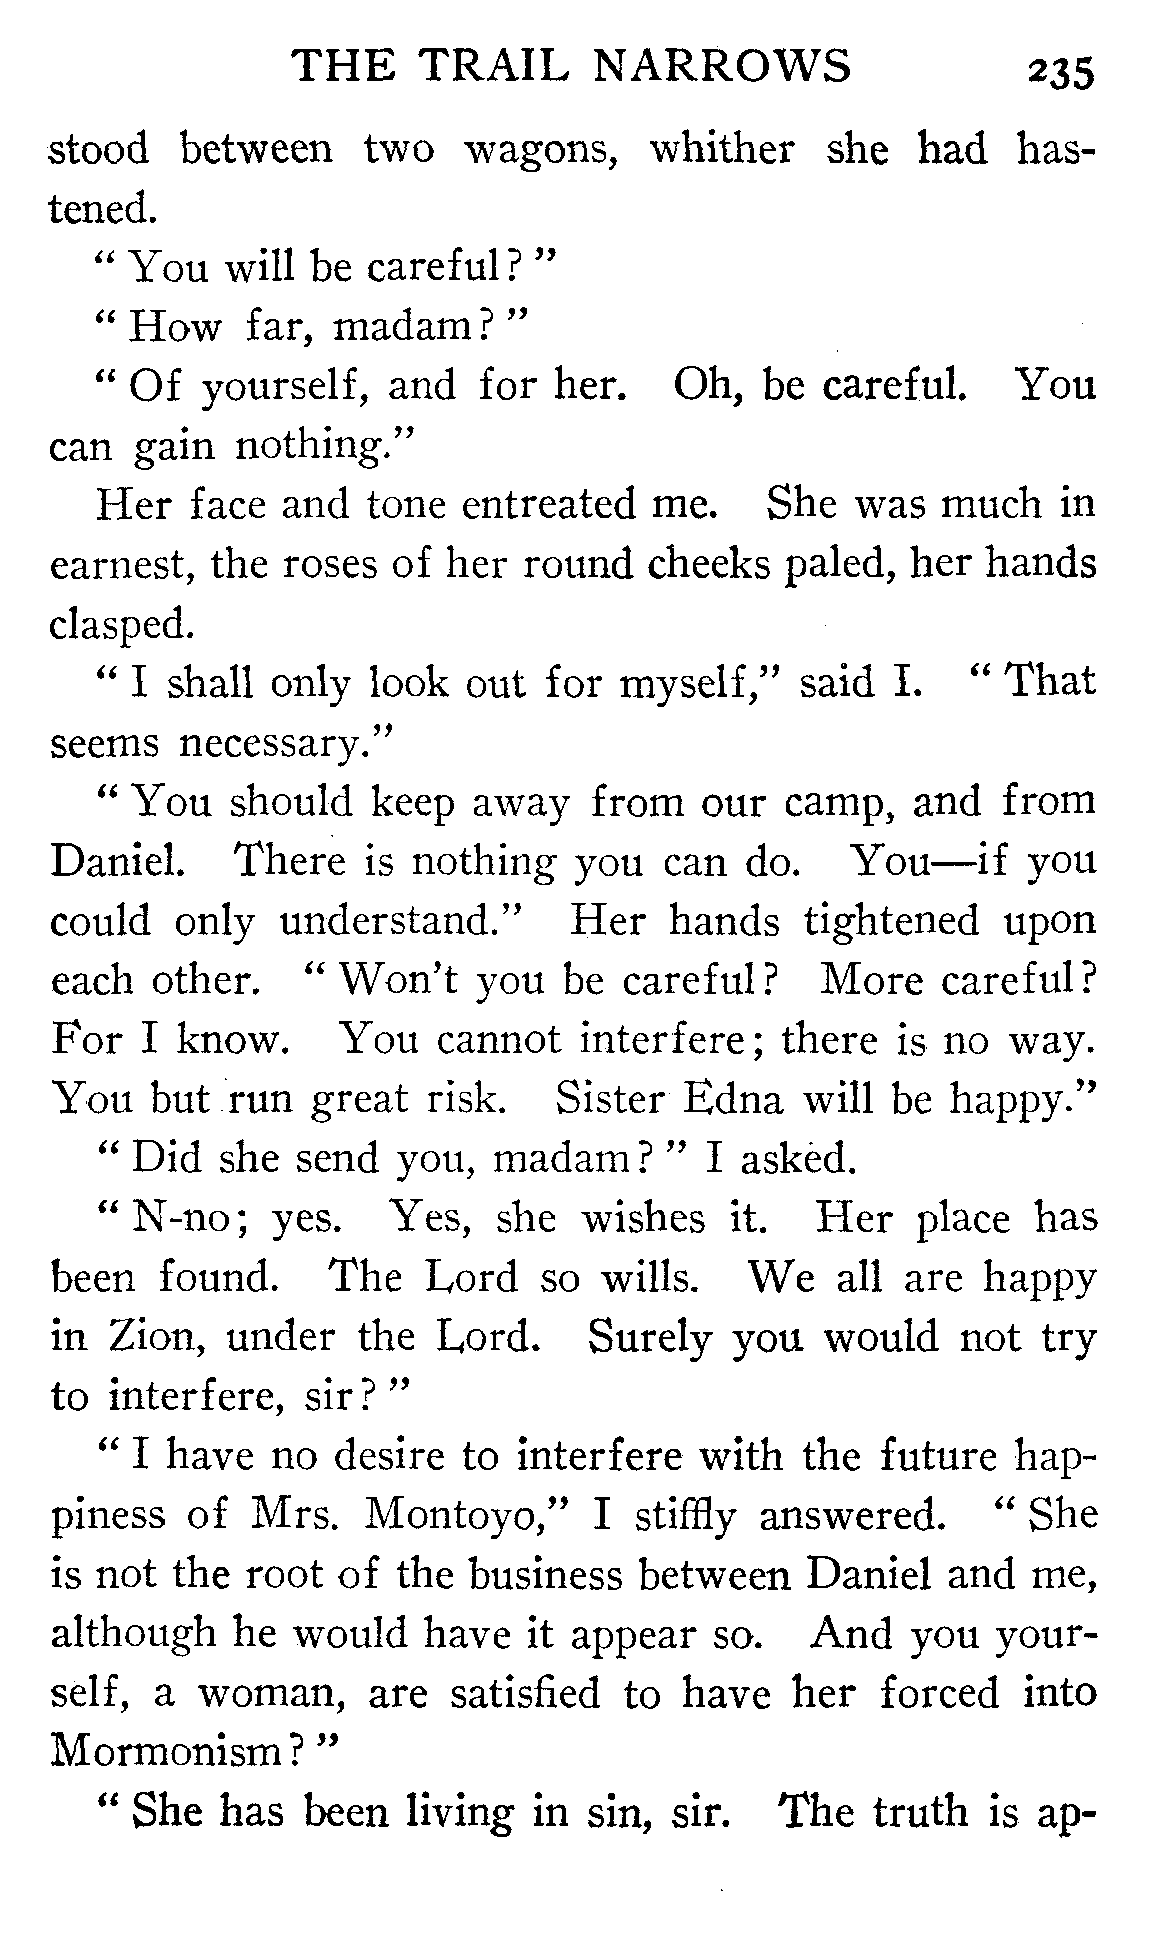 THE TRAIL NARROWS 235
stood between two wagons, whither she had has-
tened.
“ You will be careful? ”
“ How far, madam? ”
“ Of yourself, and for her. Oh, be careful. You
can gain nothing.”
Her face and tone entreated me. She was much in
earnest, the roses of her round cheeks paled, her hands
clasped.
“ I shall only look out for myself,” said I. “ That
seems necessary.”
“ You should keep away from our camp, and from
Daniel. There is nothing you can do. You—if you
could only understand.” Her hands tightened upon
each other. “ Won’t you be careful? More careful?
For I know. You cannot interfere; there is no way.
You but run great risk. Sister Edna will be happy.”
“ Did she send you, madam? ” I asked.
“ N-no; yes. Yes, she wishes it. Her place has
been found. The Lord so wills. We all are happy
in Zion, under the Lord. Surely you would not try
to interfere, sir? ”
“ I have no desire to interfere with the future hap-
piness of Mrs. Montoyo,” I stiffly answered. “ She
is not the root of the business between Daniel and me,
although he would have it appear so. And you your-
self, a woman, are satisfied to have her forced into
Mormonism? ”
“ She has been living in sin, sir. The truth is ap-